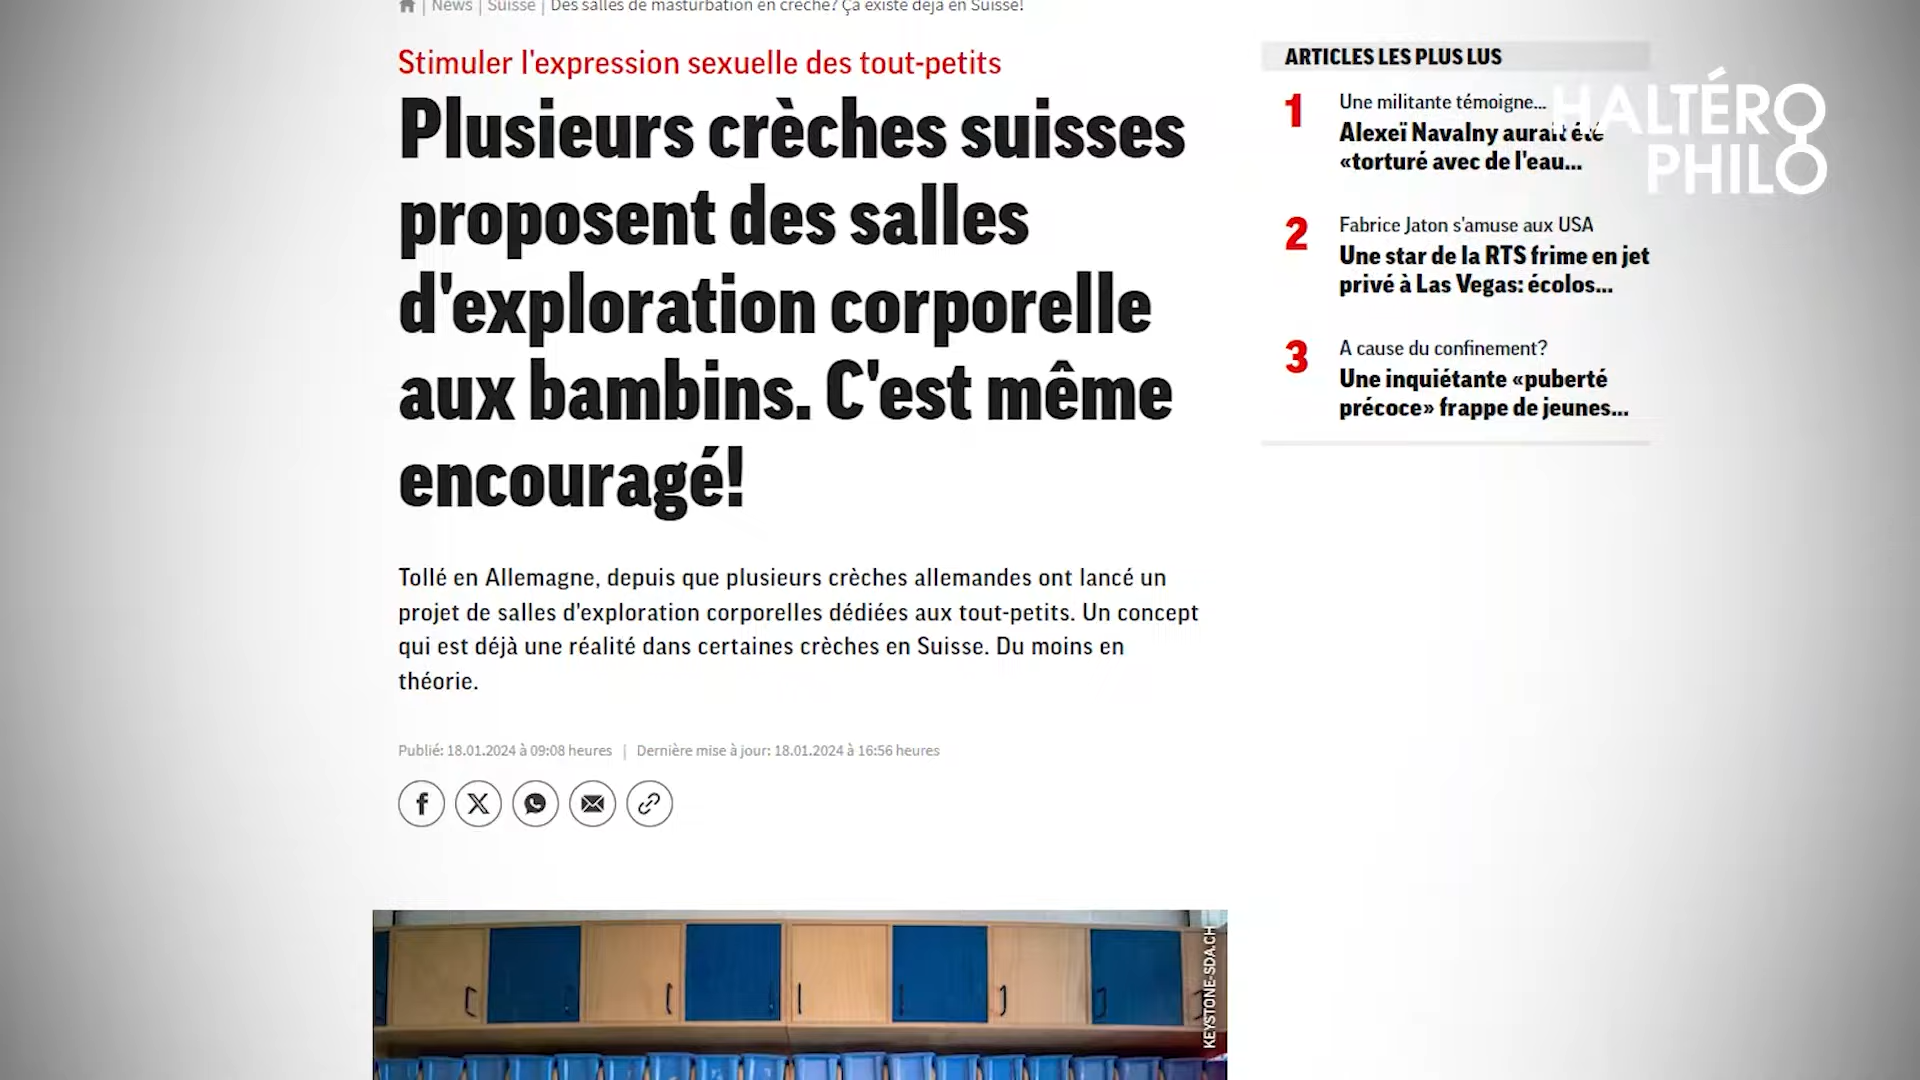 News | Suisse | Des salles de masturbation en crèche? Ça existe déjà en Suisse!
Stimuler l'expression sexuelle des tout-petits
Plusieurs crèches suisses
proposent des salles
d'exploration corporelle
aux bambins. C'est même
encouragé!
Tollé en Allemagne, depuis que plusieurs crèches allemandes ont lancé un
projet de salles d'exploration corporelles dédiées aux tout-petits. Un concept
qui est déjà une réalité dans certaines crèches en Suisse. Du moins en
théorie.
Publié: 18.01.2024 à 09:08 heures | Dernière mise à jour: 18.01.2024 à 16:56 heures
KEYSTONE-SDA.CH
ARTICLES LES PLUS LUS
1
Une militante témoigne...
Alexeï Navalny aurait été
«torturé avec de l'eau...
2
Fabrice Jaton s'amuse aux USA
Une star de la RTS frime en jet
privé à Las Vegas: écolos...
3
A cause du confinement?
Une inquiétante «puberté
précoce» frappe de jeunes...
HALTÉRO
PHILO